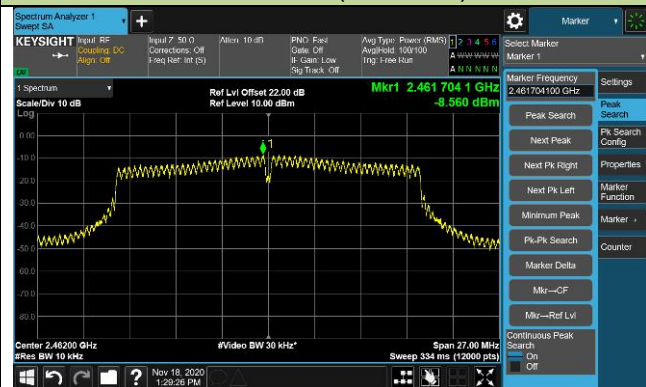 Spectrum Analyzer 1
Swept SA
+
Marker
KEYSIGHT
Input: RF
Coupling: DC
Align: Off
Input Z: 50 Ω
Corrections: Off
Freq Ref: Int (S)
Atten: 10 dB
PNO: Fast
Gate: Off
IF Gain: Low
Sig Track: Off
Avg Type: Power (RMS)
Avg|Hold: 100/100
Trig: Free Run
1 2 3 4 5 6
A W W W W W
A N N N N N
Select Marker
Marker 1
1 Spectrum
Scale/Div 10 dB
Log
Ref Lvl Offset 22.00 dB
Ref Level 10.00 dBm
Mkr1 2.461 704 1 GHz
-8.560 dBm
1
0.00
-10.0
-20.0
-30.0
-40.0
-50.0
-60.0
-70.0
-80.0
Center 2.46200 GHz
#Res BW 10 kHz
#Video BW 30 kHz*
Span 27.00 MHz
Sweep 334 ms (12000 pts)
Marker Frequency
2.461704100 GHz
Peak Search
Next Peak
Next Pk Right
Next Pk Left
Minimum Peak
Pk-Pk Search
Marker Delta
Mkr→CF
Mkr→Ref Lvl
Continuous Peak
Search
On
Off
Settings
Peak
Search
Pk Search
Config
Properties
Marker
Function
Marker→
Counter
?
Nov 18, 2020
1:29:26 PM